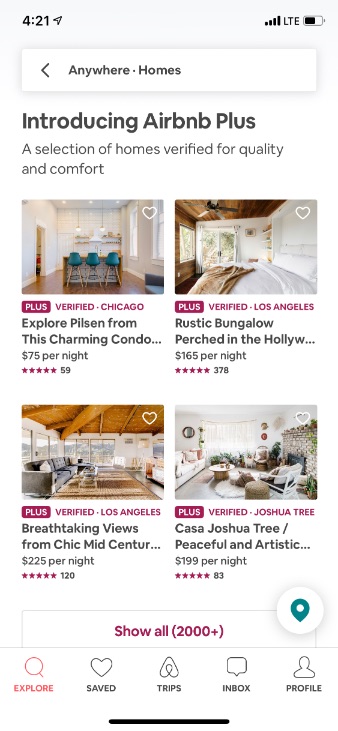 4:21
LTE
Anywhere · Homes
Introducing Airbnb Plus
A selection of homes verified for quality
and comfort
PLUS VERIFIED · CHICAGO
Explore Pilsen from
This Charming Condo...
$75 per night
★★★★★ 59
PLUS VERIFIED · LOS ANGELES
Rustic Bungalow
Perched in the Hollyw...
$165 per night
★★★★★ 378
PLUS VERIFIED · LOS ANGELES
Breathtaking Views
from Chic Mid Centur...
$225 per night
★★★★★ 120
PLUS VERIFIED · JOSHUA TREE
Casa Joshua Tree /
Peaceful and Artistic...
$199 per night
★★★★★ 83
Show all (2000+)
EXPLORE
SAVED
TRIPS
INBOX
PROFILE